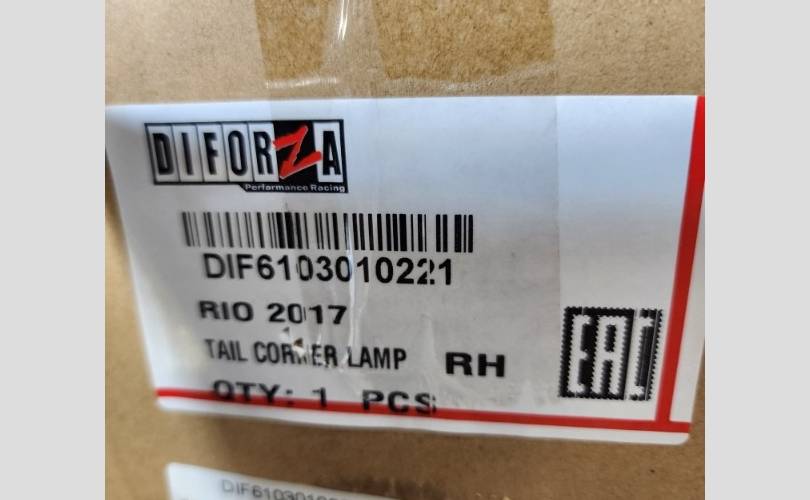 DIFORZA
Performance Racing
DIF6103010221
RIO 2017
TAIL CORNER LAMP RH
QTY: 1 PCS
EAC